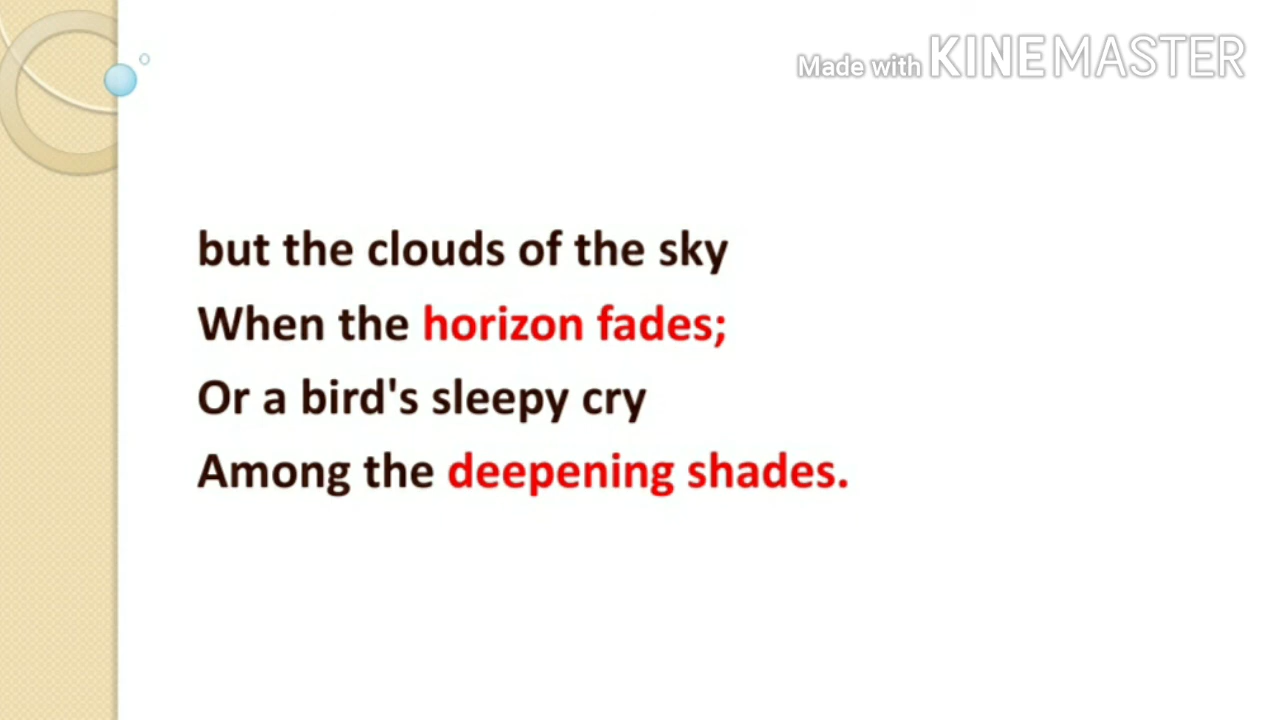 Made with KINEMASTER
but the clouds of the sky
When the horizon fades;
Or a bird's sleepy cry
Among the deepening shades.